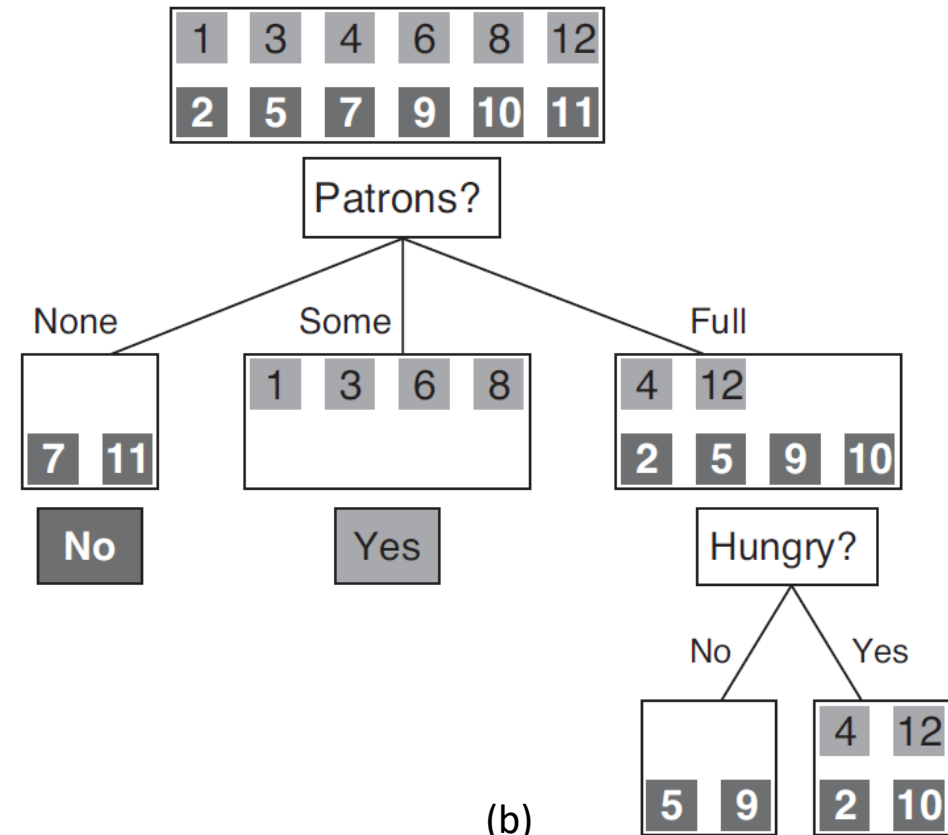 1 3 4 6 8 12
2 5 7 9 10 11
Patrons?
None Some Full
1 3 6 8 4 12
7 11 2 5 9 10
No Yes Hungry?
No Yes
4 12
5 9 2 10
(b)